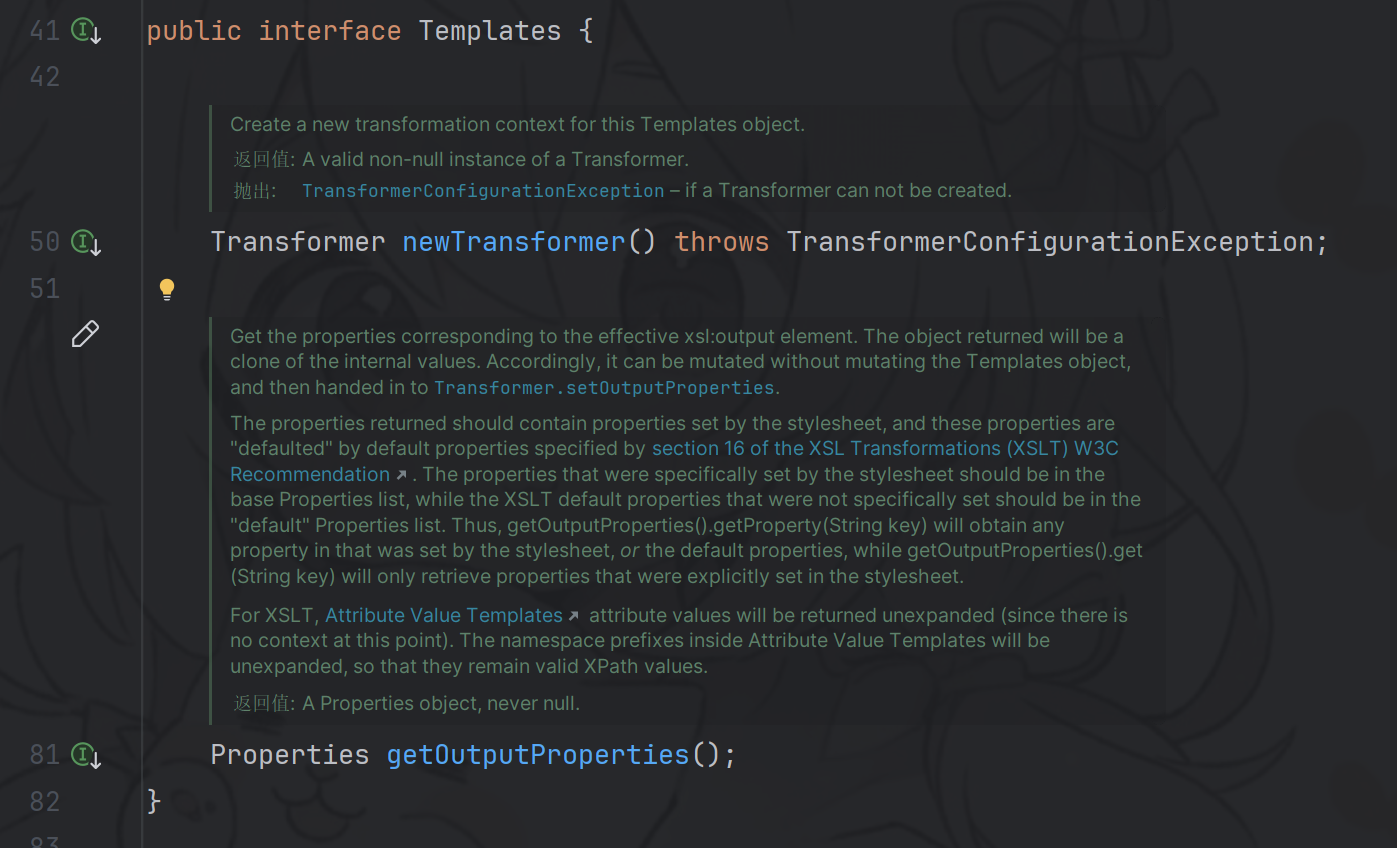 41 public interface Templates {
42
Create a new transformation context for this Templates object.
返回值: A valid non-null instance of a Transformer.
抛出: TransformerConfigurationException – if a Transformer can not be created.
50 Transformer newTransformer() throws TransformerConfigurationException;
51
Get the properties corresponding to the effective xsl:output element. The object returned will be a
clone of the internal values. Accordingly, it can be mutated without mutating the Templates object,
and then handed in to Transformer.setOutputProperties.
The properties returned should contain properties set by the stylesheet, and these properties are
"defaulted" by default properties specified by section 16 of the XSL Transformations (XSLT) W3C
Recommendation . The properties that were specifically set by the stylesheet should be in the
base Properties list, while the XSLT default properties that were not specifically set should be in the
"default" Properties list. Thus, getOutputProperties().getProperty(String key) will obtain any
property in that was set by the stylesheet, or the default properties, while getOutputProperties().get
(String key) will only retrieve properties that were explicitly set in the stylesheet.
For XSLT, Attribute Value Templates attribute values will be returned unexpanded (since there is
no context at this point). The namespace prefixes inside Attribute Value Templates will be
unexpanded, so that they remain valid XPath values.
返回值: A Properties object, never null.
81 Properties getOutputProperties();
82 }
83